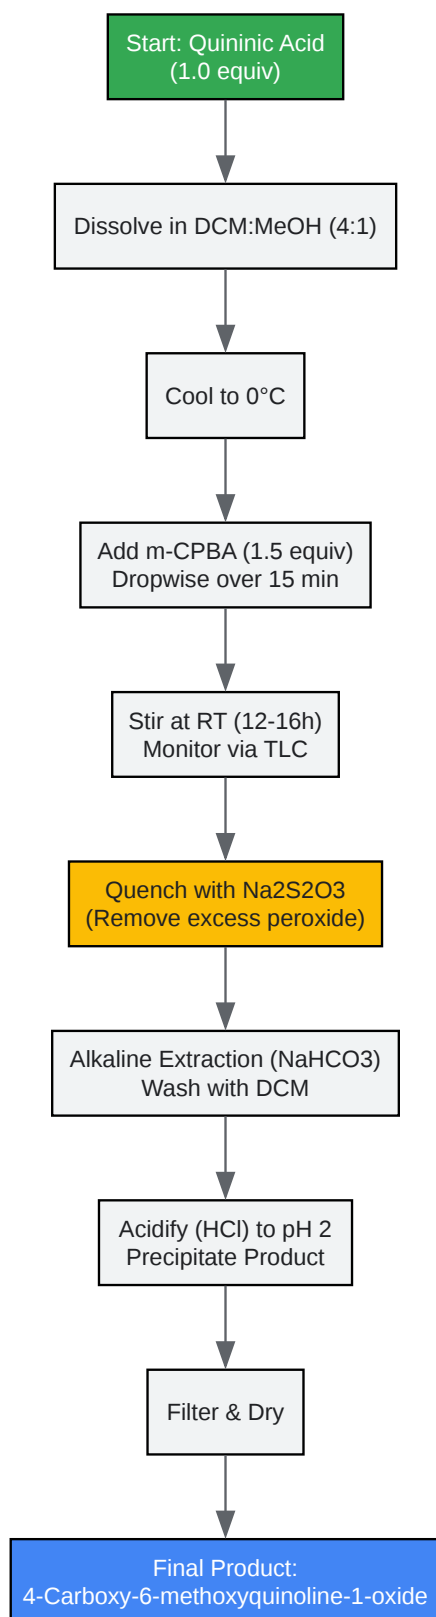 Start: Quininic Acid
(1.0 equiv)
Dissolve in DCM:MeOH (4:1)
Cool to 0°C
Add m-CPBA (1.5 equiv)
Dropwise over 15 min
Stir at RT (12-16h)
Monitor via TLC
Quench with Na2S2O3
(Remove excess peroxide)
Alkaline Extraction (NaHCO3)
Wash with DCM
Acidify (HCl) to pH 2
Precipitate Product
Filter & Dry
Final Product:
4-Carboxy-6-methoxyquinoline-1-oxide